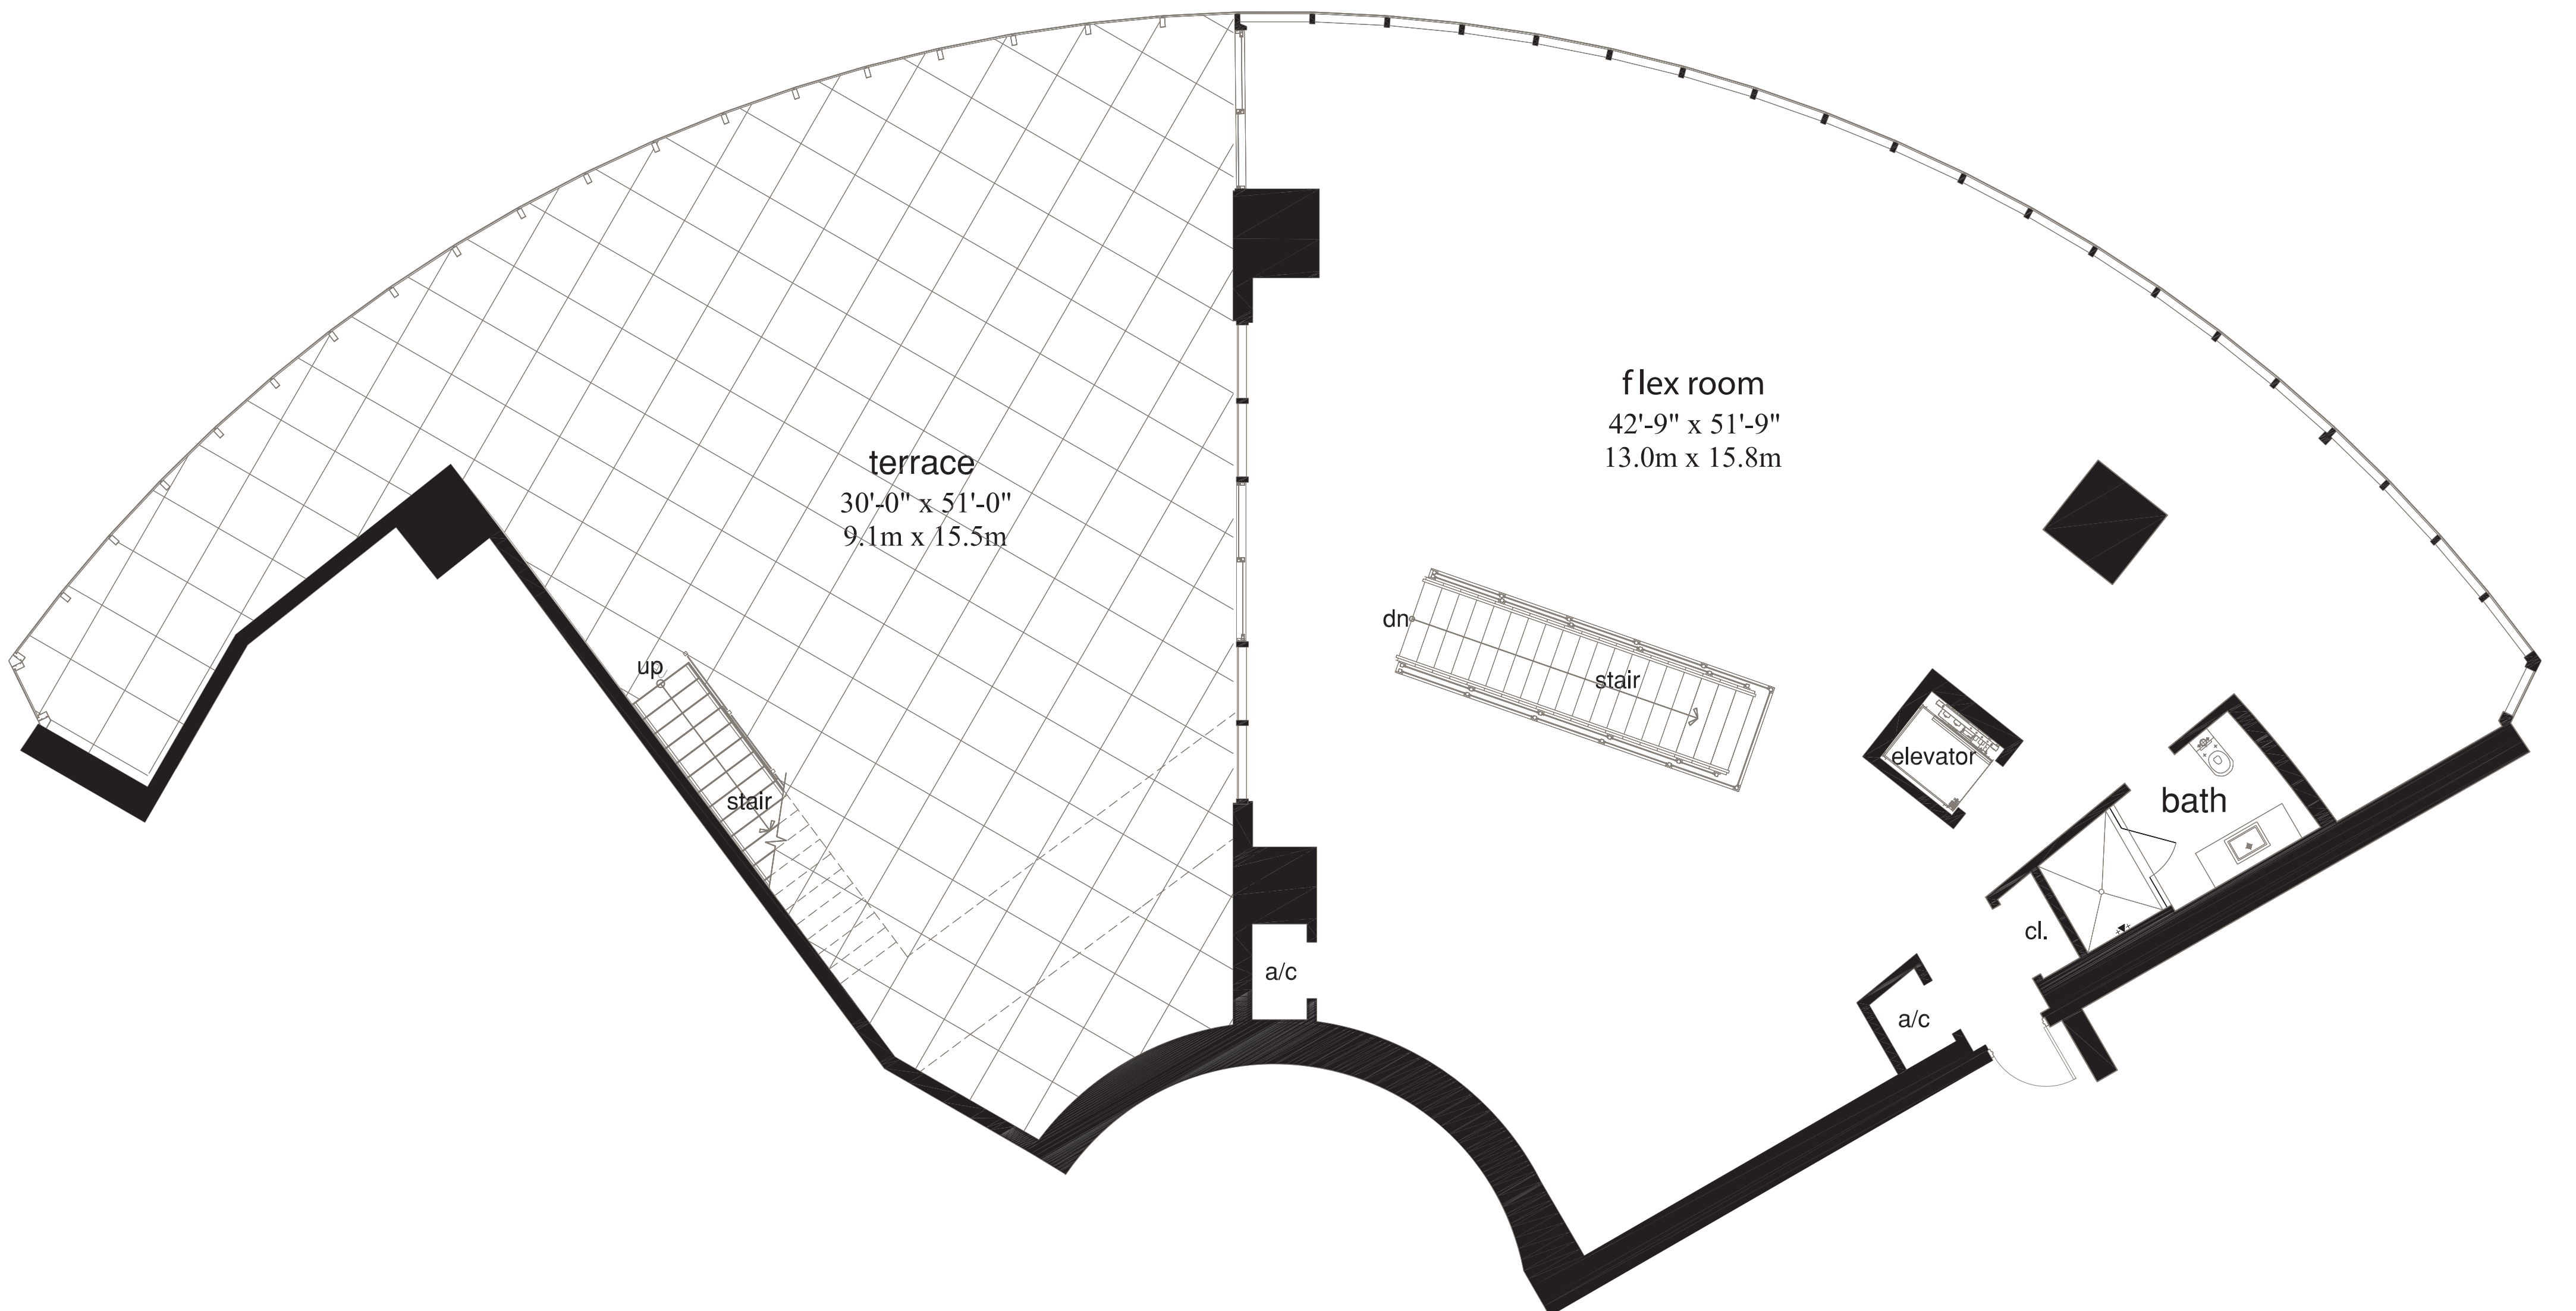 flex room
42'-9" x 51'-9"
13.0m x 15.8m
terrace
30'-0" x 51'-0"
9.1m x 15.5m
dn
up
stair
stair
elevator
bath
cl.
a/c
a/c